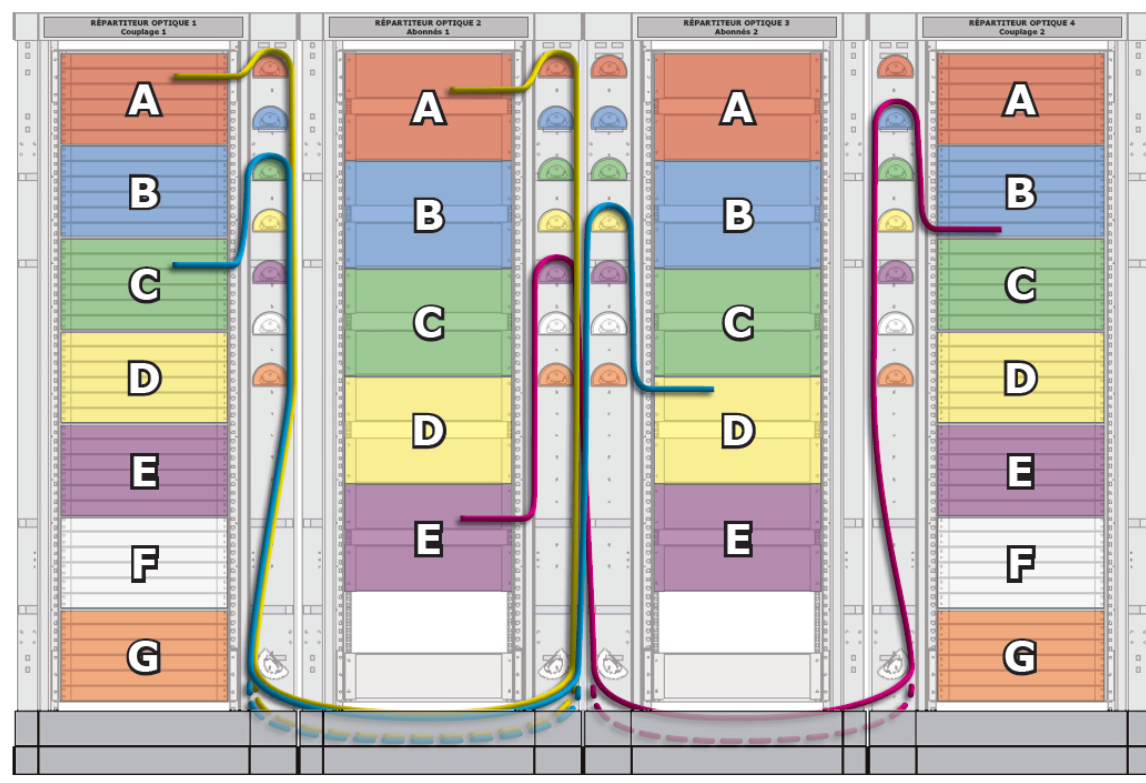 RÉPARTITEUR OPTIQUE 1
Couplage 1
RÉPARTITEUR OPTIQUE 2
Abonnés 1
RÉPARTITEUR OPTIQUE 3
Abonnés 2
RÉPARTITEUR OPTIQUE 4
Couplage 2
A
B
C
D
E
F
G
A
B
C
D
E
A
B
C
D
E
A
B
C
D
E
F
G